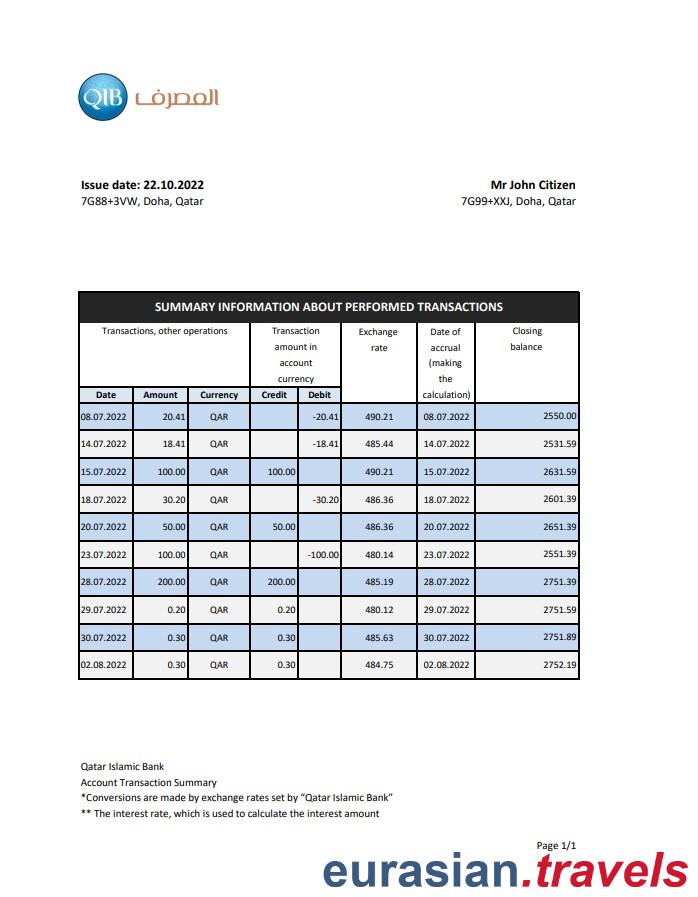 QIB المصرف
Issue date: 22.10.2022 Mr John Citizen
7G88+3VW, Doha, Qatar 7G99+XXJ, Doha, Qatar
SUMMARY INFORMATION ABOUT PERFORMED TRANSACTIONS
Transactions, other operations Transaction amount in account currency Exchange rate Date of accrual (making the calculation) Closing balance
Date Amount Currency Credit Debit
08.07.2022 20.41 QAR -20.41 490.21 08.07.2022 2550.00
14.07.2022 18.41 QAR -18.41 485.44 14.07.2022 2531.59
15.07.2022 100.00 QAR 100.00 490.21 15.07.2022 2631.59
18.07.2022 30.20 QAR -30.20 486.36 18.07.2022 2601.39
20.07.2022 50.00 QAR 50.00 486.36 20.07.2022 2651.39
23.07.2022 100.00 QAR -100.00 480.14 23.07.2022 2551.39
28.07.2022 200.00 QAR 200.00 485.19 28.07.2022 2751.39
29.07.2022 0.20 QAR 0.20 480.12 29.07.2022 2751.59
30.07.2022 0.30 QAR 0.30 485.63 30.07.2022 2751.89
02.08.2022 0.30 QAR 0.30 484.75 02.08.2022 2752.19
Qatar Islamic Bank
Account Transaction Summary
*Conversions are made by exchange rates set by “Qatar Islamic Bank”
** The interest rate, which is used to calculate the interest amount
Page 1/1
eurasian.travels